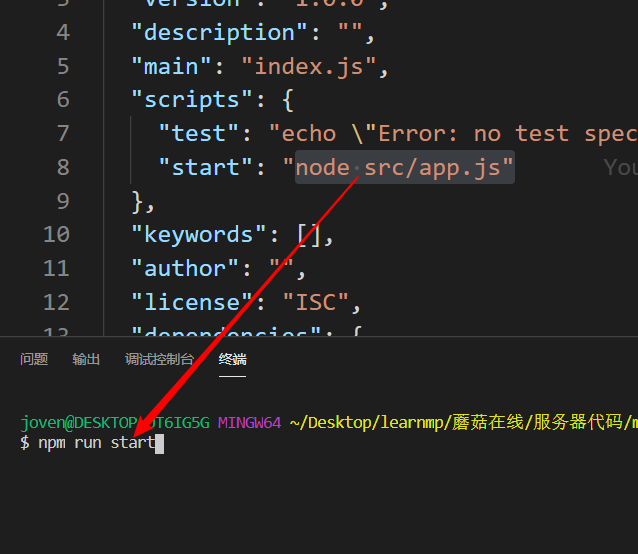 3 "version": "1.0.0",
4 "description": "",
5 "main": "index.js",
6 "scripts": {
7 "test": "echo \"Error: no test spec
8 "start": "node src/app.js" You
9 },
10 "keywords": [],
11 "author": "",
12 "license": "ISC",
13 "dependencies": {
问题 输出 调试控制台 终端
joven@DESKTOP- MINGW64 ~/Desktop/learnmp/蘑菇在线/服务器代码/m
$ npm run start